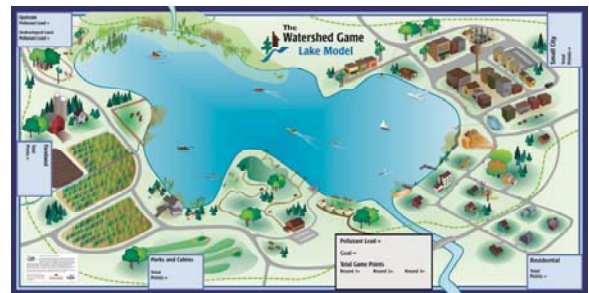 Optimum
Pollutant Load =
Undeveloped Land
Pollutant Load =
The
Watershed Game
Lake Model
Small City
Total
Points =
Farmland
Total
Points =
Parks and Cabins
Total
Points =
Pollutant Load =
Goal =
Total Game Points
Round 1=
Round 2=
Round 3=
Residential
Total
Points =